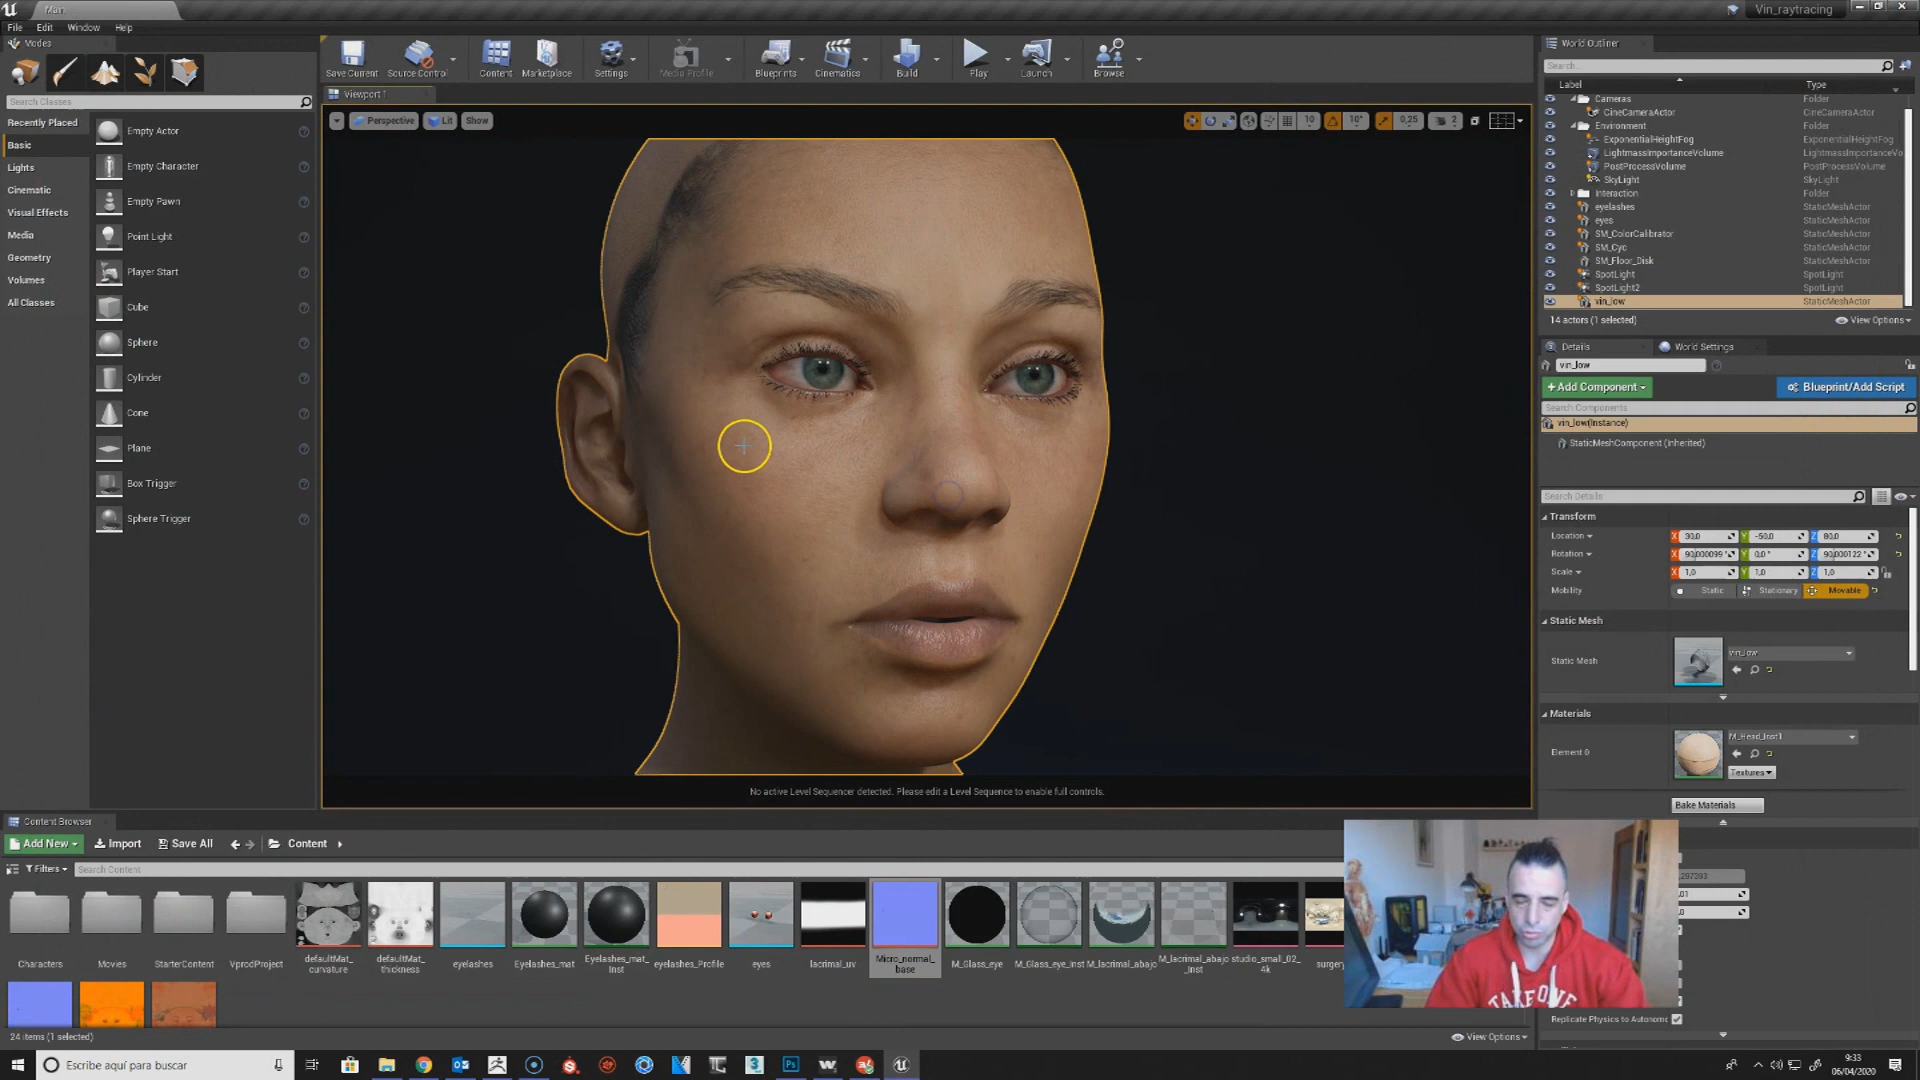 Main
Vin_raytracing
File Edit Window Help
Modes
Search Classes
Recently Placed
Basic
Lights
Cinematic
Visual Effects
Media
Geometry
Volumes
All Classes
Empty Actor
Empty Character
Empty Pawn
Point Light
Player Start
Cube
Sphere
Cylinder
Cone
Plane
Box Trigger
Sphere Trigger
Save Current Source Control Content Marketplace Settings Media Profile Blueprints Cinematics Build Play Launch Browse
Viewport 1
Perspective Lit Show
10 10° 0,25 2
No active Level Sequencer detected. Please edit a Level Sequence to enable full controls.
World Outliner
Search...
Label Type
Cameras Folder
CineCameraActor CineCameraActor
Environment Folder
ExponentialHeightFog ExponentialHeightFog
LightmassImportanceVolume LightmassImportanceVo
PostProcessVolume PostProcessVolume
SkyLight SkyLight
Interaction Folder
eyelashes StaticMeshActor
eyes StaticMeshActor
SM_ColorCalibrator StaticMeshActor
SM_Cyc StaticMeshActor
SM_Floor_Disk StaticMeshActor
SpotLight SpotLight
SpotLight2 SpotLight
vin_low StaticMeshActor
14 actors (1 selected) View Options
Details World Settings
vin_low
+Add Component Blueprint/Add Script
Search Components
vin_low(Instance)
StaticMeshComponent (Inherited)
Search Details
Transform
Location X 30,0 Y -50,0 Z 80,0
Rotation X 90,000099 ° Y 0,0 ° Z 90,000122 °
Scale X 1,0 Y 1,0 Z 1,0
Mobility Static Stationary Movable
Static Mesh
Static Mesh vin_low
Materials
Element 0 M_Head_Inst1
Textures
Bake Materials
Replicate Physics to Autonomc
Content Browser
Add New Import Save All Content
Filters Search Content
Characters
Movies
StarterContent
VprodProject
defaultMat_curvature
defaultMat_thickness
eyelashes
Eyelashes_mat
Eyelashes_mat_Inst
eyelashes_Profile
eyes
lacrimal_uv
Micro_normal_base
M_Glass_eye
M_Glass_eye_Inst
M_lacrimal_abajo
M_lacrimal_abajo_Inst
studio_small_02_4k
surgery
24 items (1 selected) View Options
TAKE ONE
Escribe aquí para buscar
9:33
06/04/2020